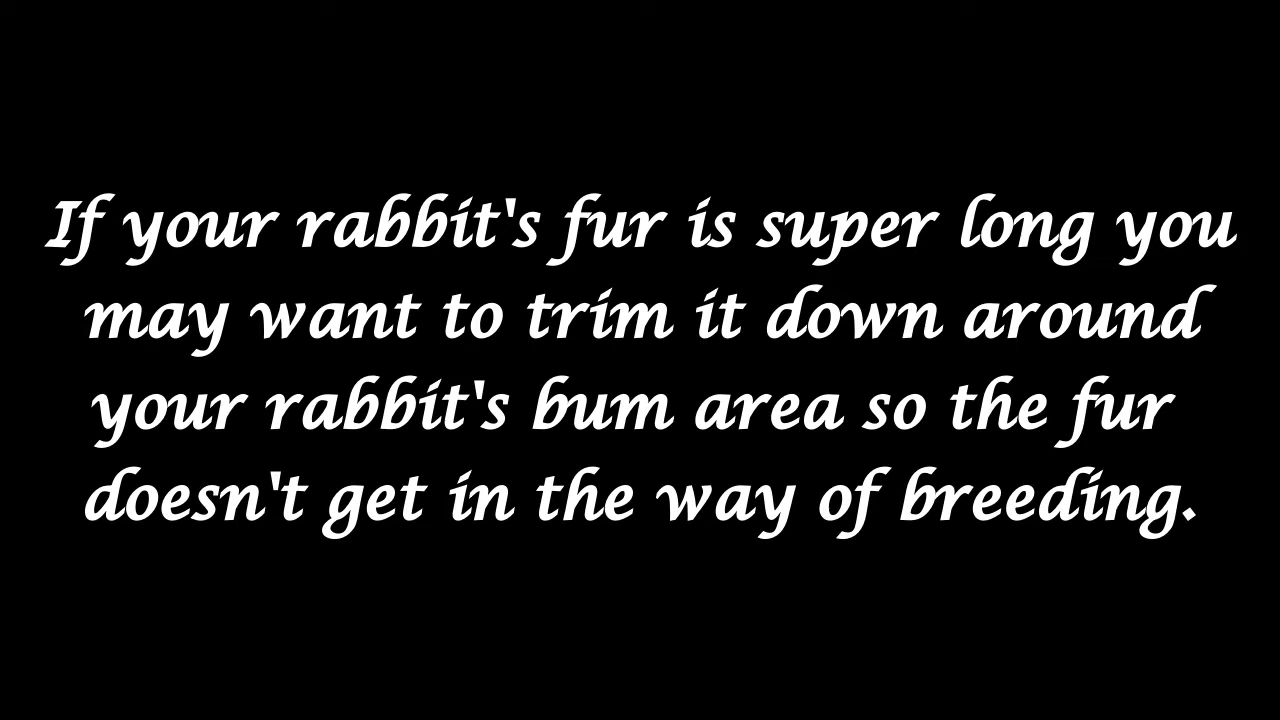 If your rabbit's fur is super long you
may want to trim it down around
your rabbit's bum area so the fur
doesn't get in the way of breeding.